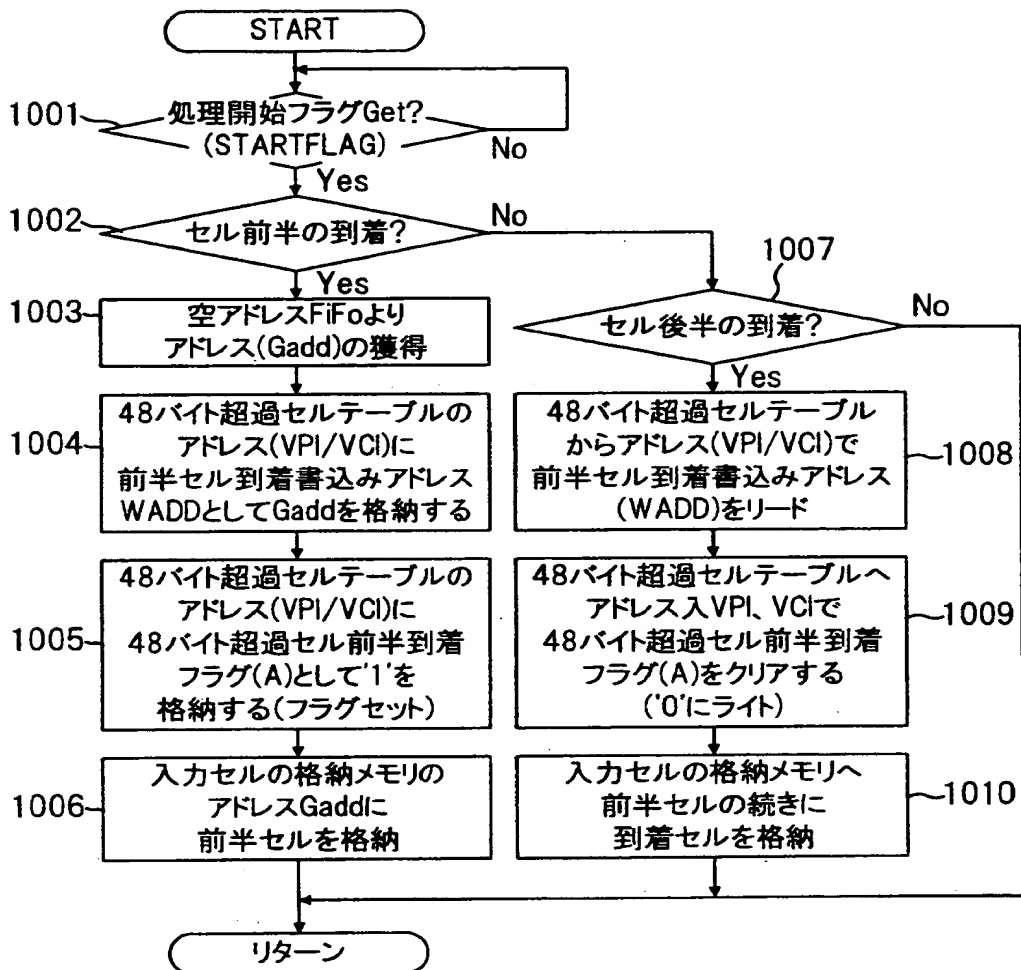 START
1001
処理開始フラグGet?
(STARTFLAG)
No
Yes
1002
セル前半の到着?
No
Yes
1003
空アドレスFiFoより
アドレス(Gadd)の獲得
1004
48バイト超過セルテーブルの
アドレス(VPI/VCI)に
前半セル到着書込みアドレス
WADDとしてGaddを格納する
1005
48バイト超過セルテーブルの
アドレス(VPI/VCI)に
48バイト超過セル前半到着
フラグ(A)として'1'を
格納する(フラグセット)
1006
入力セルの格納メモリの
アドレスGaddに
前半セルを格納
1007
セル後半の到着?
No
Yes
48バイト超過セルテーブル
からアドレス(VPI/VCI)で
前半セル到着書込みアドレス
(WADD)をリード
1008
48バイト超過セルテーブルへ
アドレス入VPI、VCIで
48バイト超過セル前半到着
フラグ(A)をクリアする
('0'にライト)
1009
入力セルの格納メモリへ
前半セルの続きに
到着セルを格納
1010
リターン